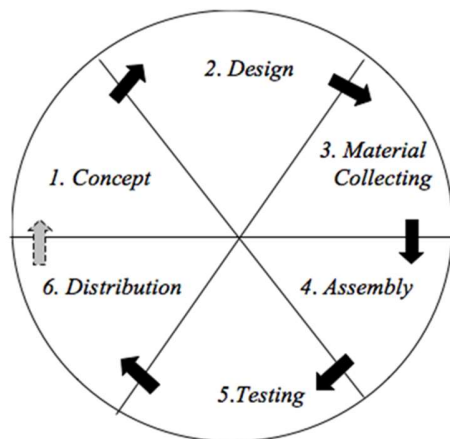 1. Concept
2. Design
3. Material
Collecting
4. Assembly
5.Testing
6. Distribution